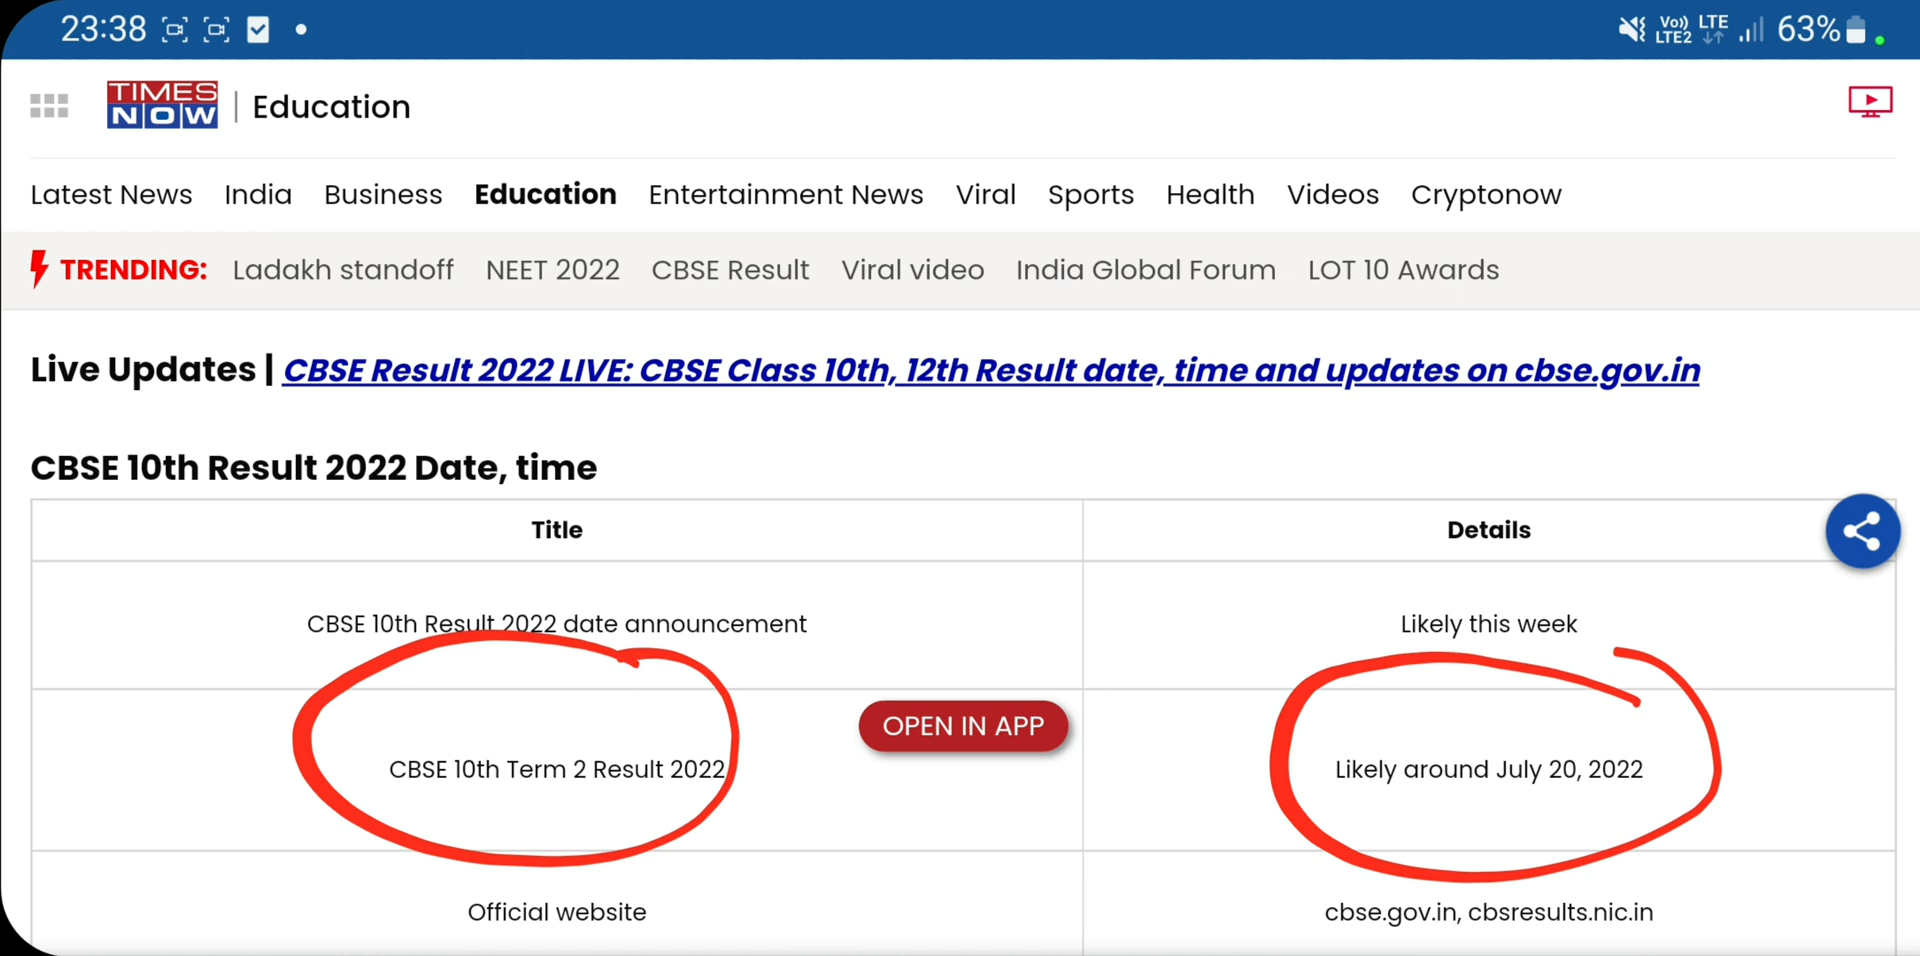 23:38 Vo)) LTE2 LTE 63%
TIMES NOW | Education
Latest News India Business Education Entertainment News Viral Sports Health Videos Cryptonow
TRENDING: Ladakh standoff NEET 2022 CBSE Result Viral video India Global Forum LOT 10 Awards
Live Updates | CBSE Result 2022 LIVE: CBSE Class 10th, 12th Result date, time and updates on cbse.gov.in
CBSE 10th Result 2022 Date, time
Title Details
CBSE 10th Result 2022 date announcement Likely this week
OPEN IN APP
CBSE 10th Term 2 Result 2022 Likely around July 20, 2022
Official website cbse.gov.in, cbsresults.nic.in